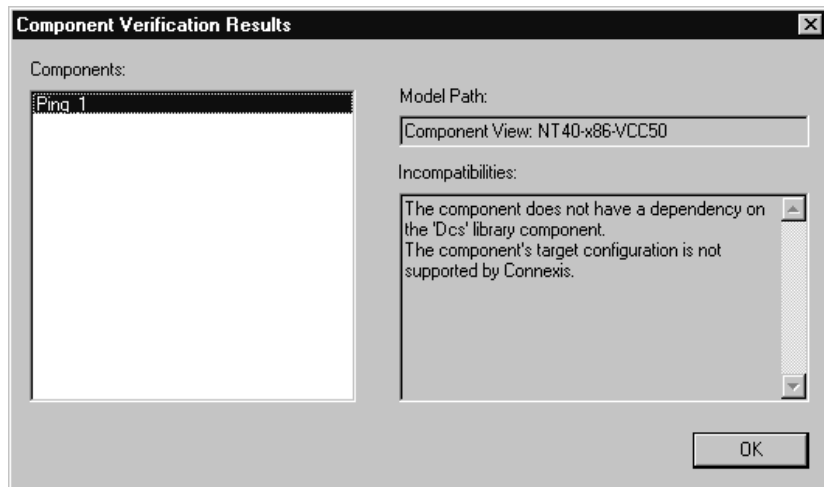 Component Verification Results
Components:
Ping_1
Model Path:
Component View: NT40-x86-VCC50
Incompatibilities:
The component does not have a dependency on
the 'Dcs' library component.
The component's target configuration is not
supported by Connexis.
OK